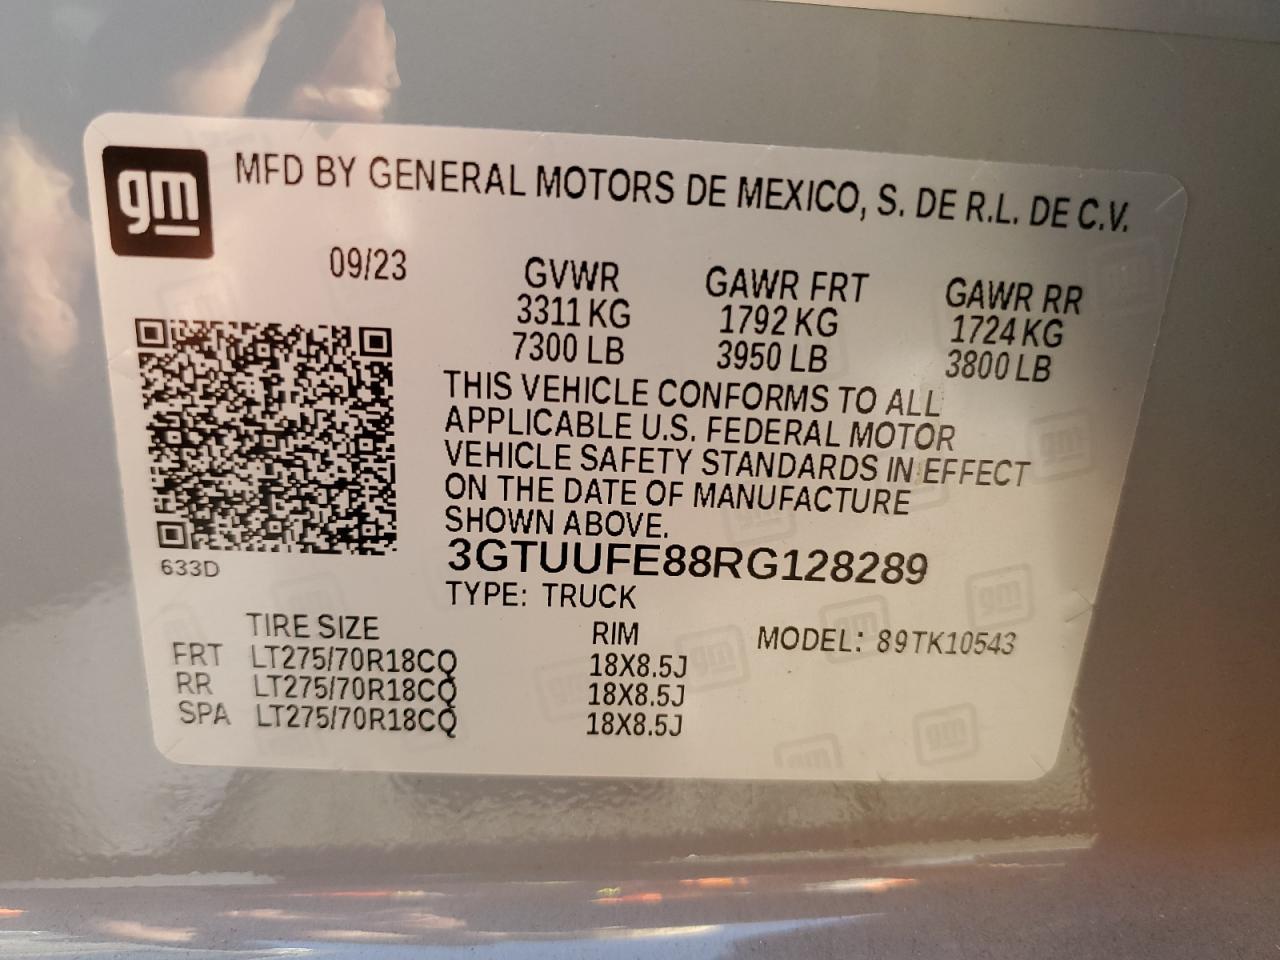 gm
MFD BY GENERAL MOTORS DE MEXICO, S. DE R.L. DE C.V.
09/23
GVWR GAWR FRT GAWR RR
3311 KG 1792 KG 1724 KG
7300 LB 3950 LB 3800 LB
THIS VEHICLE CONFORMS TO ALL
APPLICABLE U.S. FEDERAL MOTOR
VEHICLE SAFETY STANDARDS IN EFFECT
ON THE DATE OF MANUFACTURE
SHOWN ABOVE.
3GTUUFE88RG128289
633D
TYPE: TRUCK
TIRE SIZE RIM MODEL: 89TK10543
FRT LT275/70R18CQ 18X8.5J
RR LT275/70R18CQ 18X8.5J
SPA LT275/70R18CQ 18X8.5J